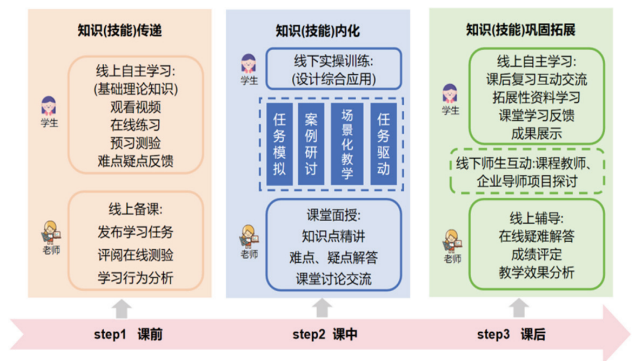 知识(技能)传递
线上自主学习:
(基础理论知识)
观看视频
在线练习
预习测验
难点疑点反馈
学生
线上备课:
发布学习任务
评阅在线测验
学习行为分析
老师
知识(技能)内化
线下实操训练:
(设计综合应用)
学生
任务模拟
案例研讨
场景化教学
任务驱动
课堂面授:
知识点精讲
难点、疑点解答
课堂讨论交流
老师
知识(技能)巩固拓展
线上自主学习:
课后复习互动交流
拓展性资料学习
课堂学习反馈
成果展示
学生
线下师生互动:课程教师、
企业导师项目探讨
线上辅导:
在线疑难解答
成绩评定
教学效果分析
老师
step1 课前
step2 课中
step3 课后